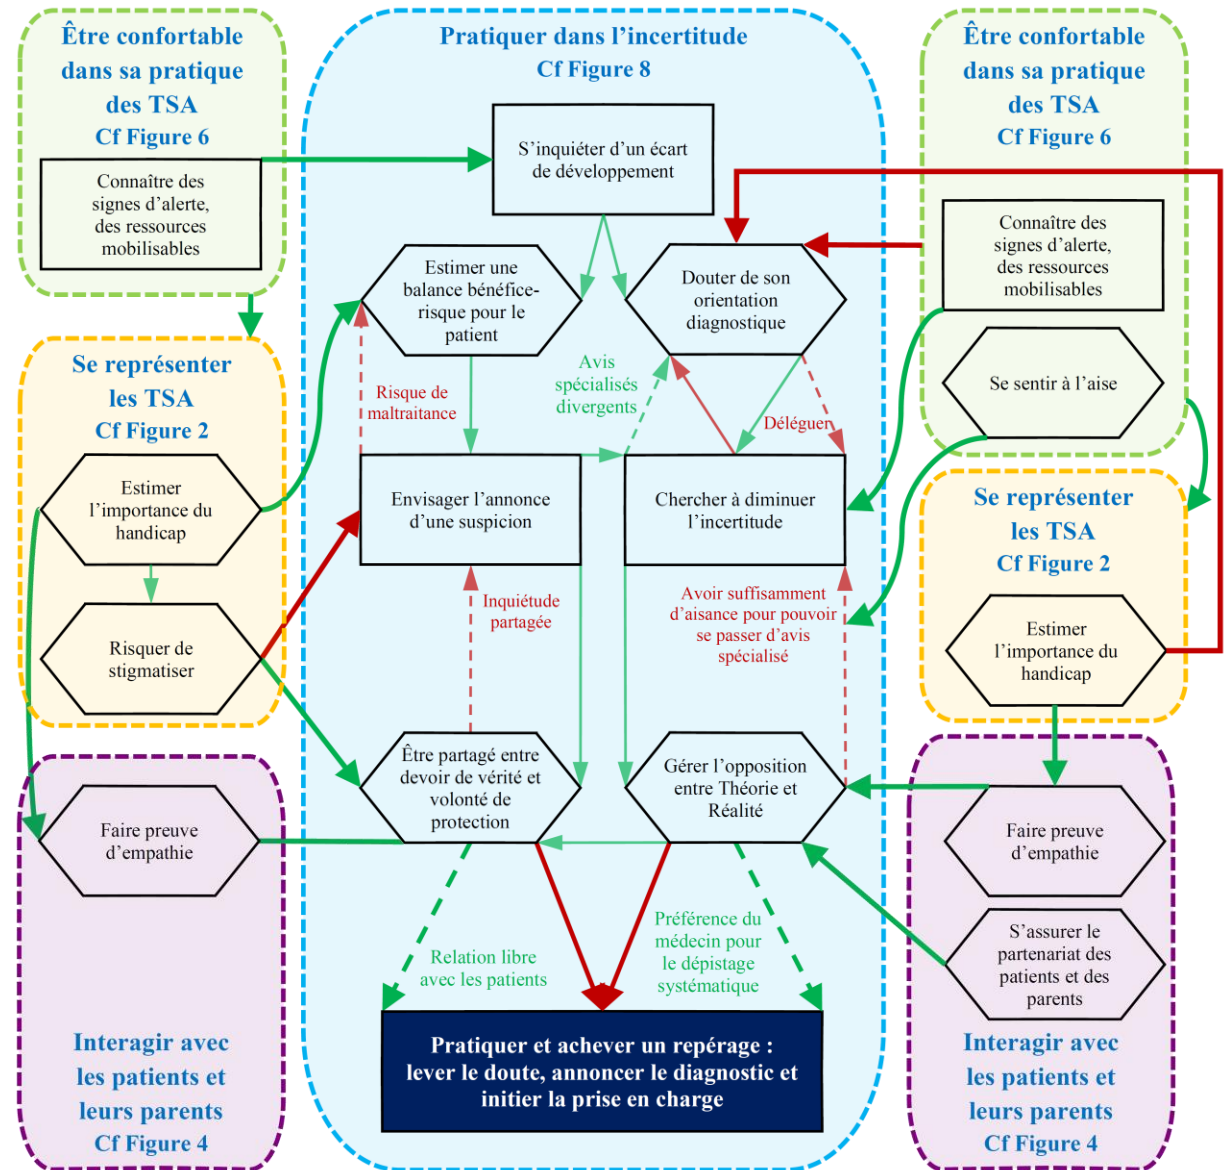 Être confortable
dans sa pratique
des TSA
Cf Figure 6
Connaître des
signes d'alerte,
des ressources
mobilisables
Se représenter
les TSA
Cf Figure 2
Estimer
l'importance du
handicap
Risquer de
stigmatiser
Faire preuve
d'empathie
Interagir avec
les patients et
leurs parents
Cf Figure 4
Pratiquer dans l'incertitude
Cf Figure 8
S'inquiéter d'un écart
de développement
Estimer une
balance bénéfice-
risque pour le
patient
Douter de son
orientation
diagnostique
Risque de
maltraitance
Avis
spécialisés
divergents
Déléguer
Envisager l'annonce
d'une suspicion
Chercher à diminuer
l'incertitude
Inquiétude
partagée
Avoir suffisamment
d'aisance pour pouvoir
se passer d'avis
spécialisé
Être partagé entre
devoir de vérité et
volonté de
protection
Gérer l'opposition
entre Théorie et
Réalité
Relation libre
avec les patients
Préférence du
médecin pour
le dépistage
systématique
Pratiquer et achever un repérage :
lever le doute, annoncer le diagnostic et
initier la prise en charge
Être confortable
dans sa pratique
des TSA
Cf Figure 6
Connaître des
signes d'alerte,
des ressources
mobilisables
Se sentir à l'aise
Se représenter
les TSA
Cf Figure 2
Estimer
l'importance du
handicap
Faire preuve
d'empathie
S'assurer le
partenariat des
patients et des
parents
Interagir avec
les patients et
leurs parents
Cf Figure 4